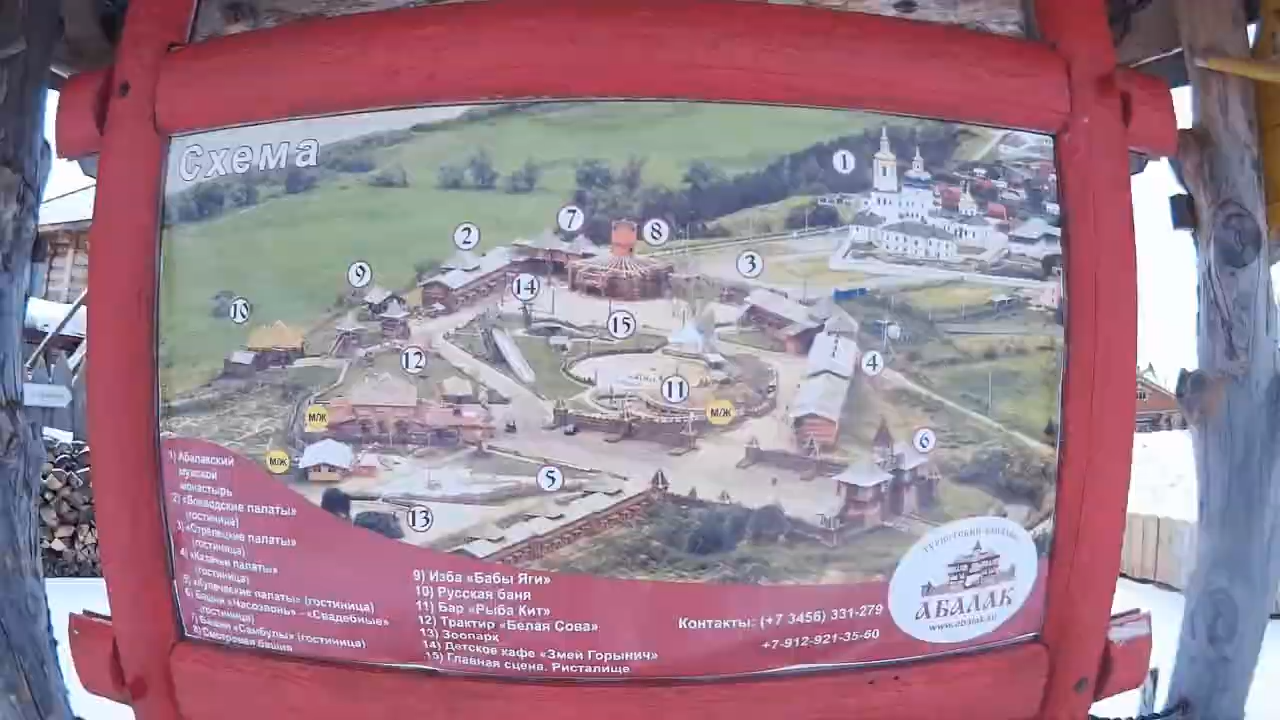 Схема
1
7
8
2
3
9
14
10
15
12
4
11
М/Ж
М/Ж
6
М/Ж
5
13
1) Абалакский
мужской
монастырь
2) «Воеводские палаты»
(гостиница)
3) «Стрелецкие палаты»
(гостиница)
4) «Казачьи палаты»
(гостиница)
5) «Купеческие палаты» (гостиница)
6) Башни «Часозвонь» - «Свадебные»
гостиница)
7) Башни «Самбулы» (гостиница)
8) Смотровая башня
9) Изба «Бабы Яги»
10) Русская баня
11) Бар «Рыба Кит»
12) Трактир «Белая Сова»
13) Зоопарк
14) Детское кафе «Змей Горыныч»
15) Главная сцена. Ристалище
Контакты: (+7 3456) 331-279
+7-912-921-35-50
АБАЛАК
www.abalak.su